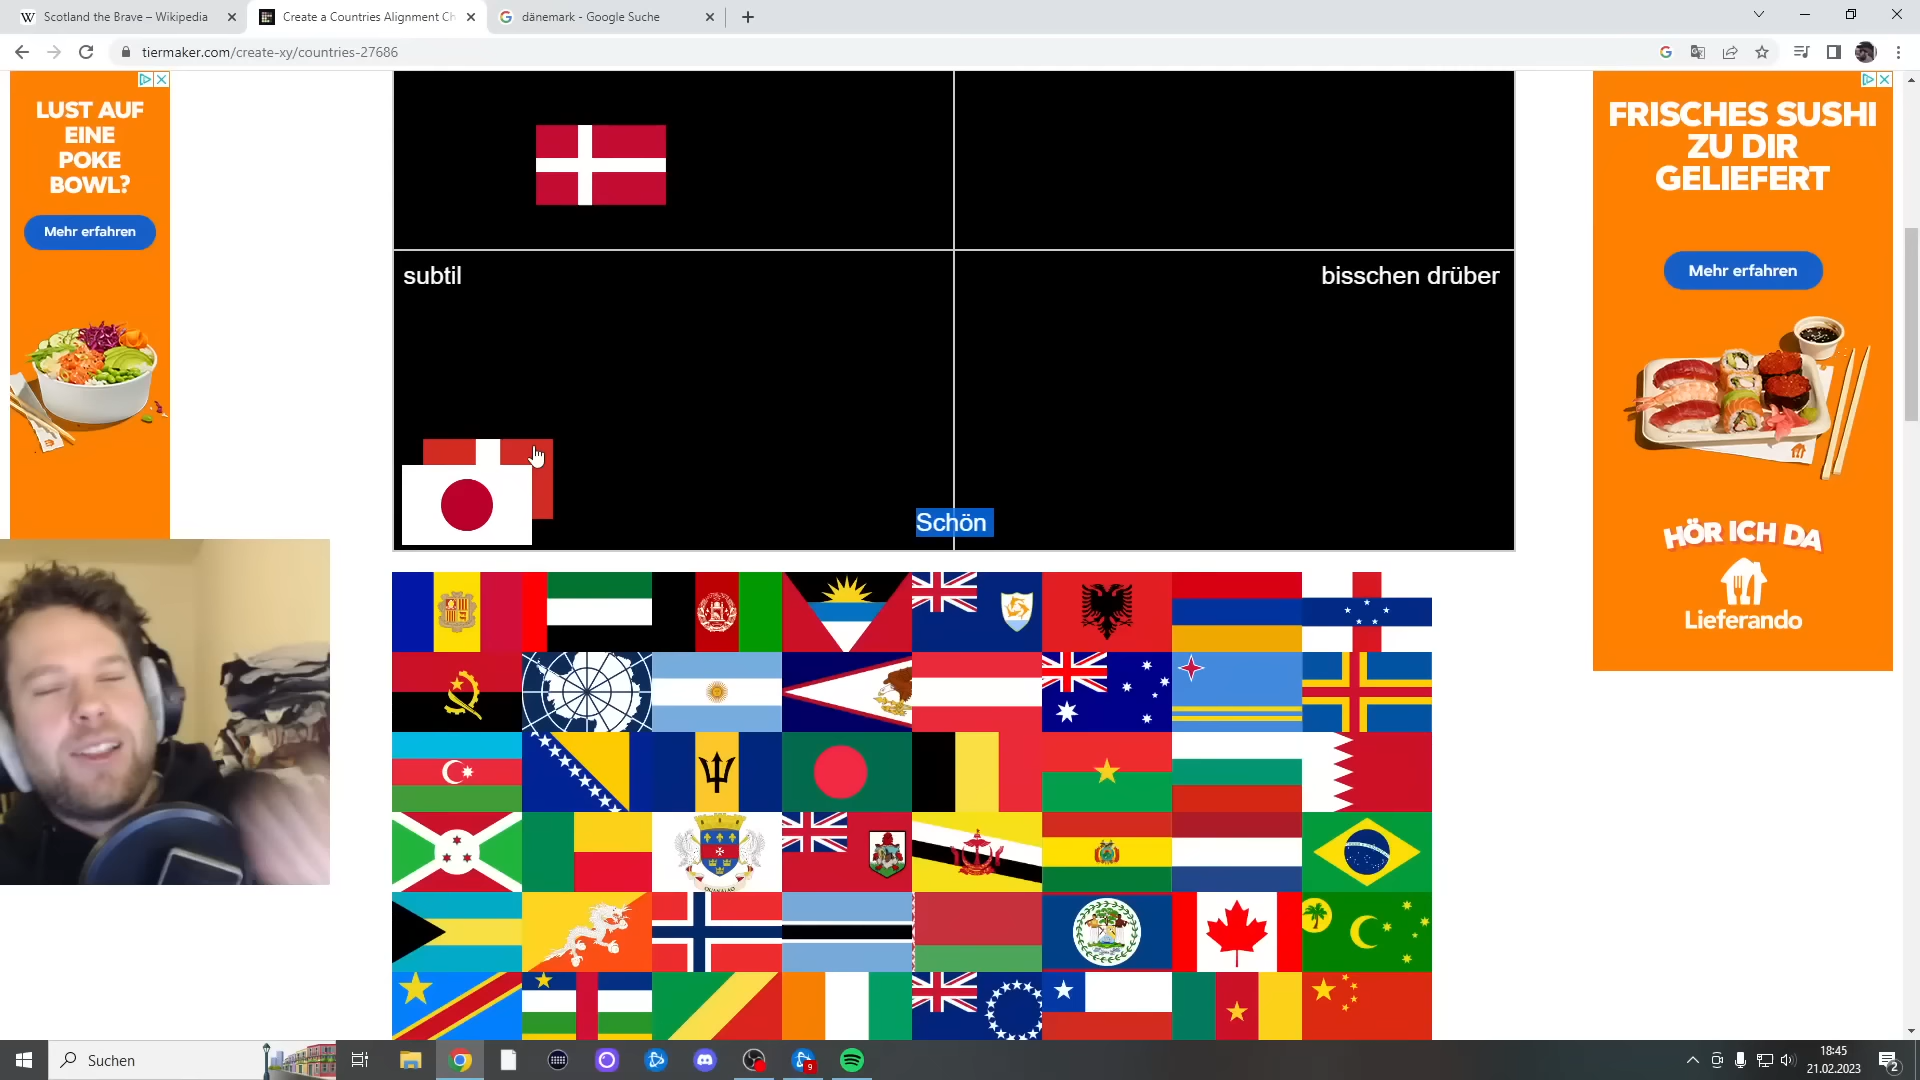 Scotland the Brave – Wikipedia
Create a Countries Alignment Ch
dänemark - Google Suche
tiermaker.com/create-xy/countries-27686
LUST AUF
EINE
POKE
BOWL?
Mehr erfahren
subtil
bisschen drüber
Schön
FRISCHES SUSHI
ZU DIR
GELIEFERT
Mehr erfahren
HÖR ICH DA
Lieferando
Suchen
9
18:45
21.02.2023
2